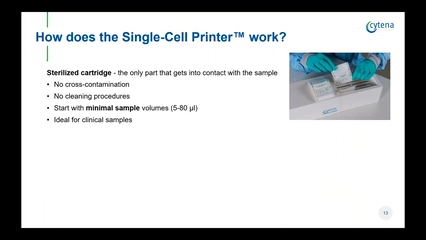 cytena
How does the Single-Cell Printer™ work?
Sterilized cartridge - the only part that gets into contact with the sample
• No cross-contamination
• No cleaning procedures
• Start with minimal sample volumes (5-80 µl)
• Ideal for clinical samples
13